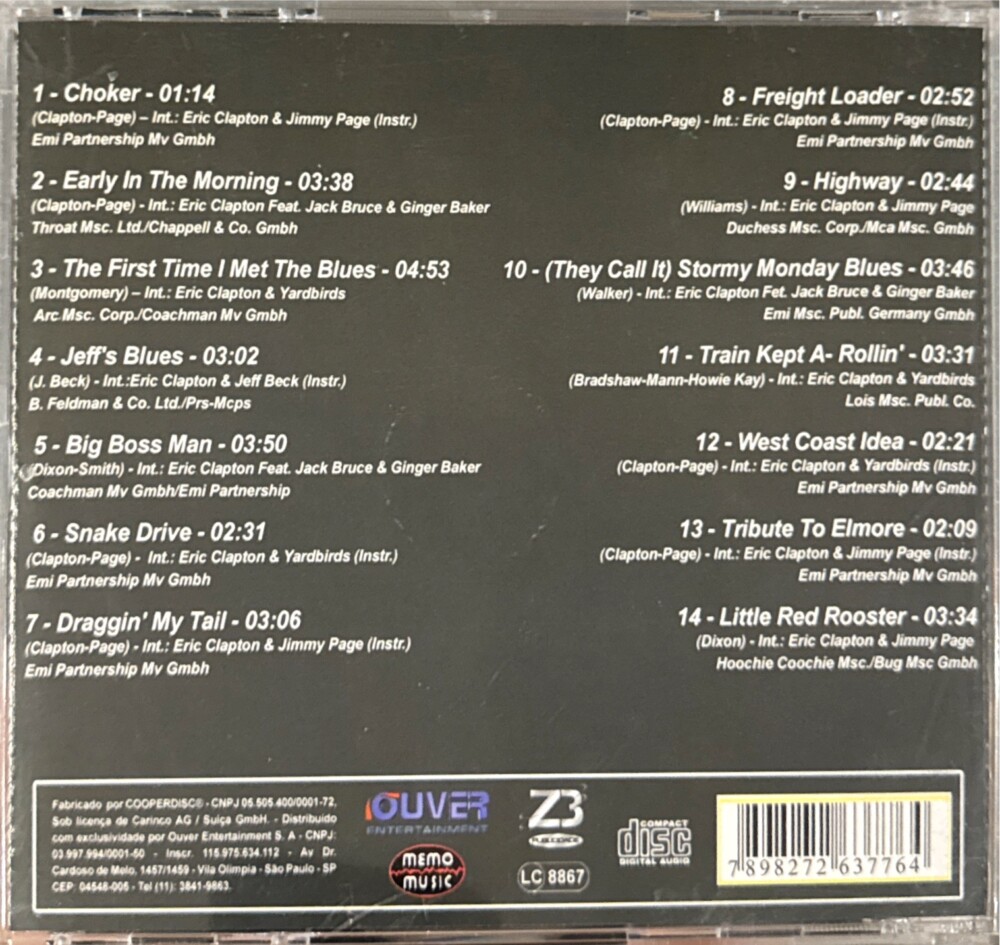 1 - Choker - 01:14
(Clapton-Page) – Int.: Eric Clapton & Jimmy Page (Instr.)
Emi Partnership Mv Gmbh
2 - Early In The Morning - 03:38
(Clapton-Page) - Int.: Eric Clapton Feat. Jack Bruce & Ginger Baker
Throat Msc. Ltd./Chappell & Co. Gmbh
3 - The First Time I Met The Blues - 04:53
(Montgomery) – Int.: Eric Clapton & Yardbirds
Arc Msc. Corp./Coachman Mv Gmbh
4 - Jeff's Blues - 03:02
(J. Beck) - Int.:Eric Clapton & Jeff Beck (Instr.)
B. Feldman & Co. Ltd./Prs-Mcps
5 - Big Boss Man - 03:50
(Dixon-Smith) - Int.: Eric Clapton Feat. Jack Bruce & Ginger Baker
Coachman Mv Gmbh/Emi Partnership
6 - Snake Drive - 02:31
(Clapton-Page) - Int.: Eric Clapton & Yardbirds (Instr.)
Emi Partnership Mv Gmbh
7 - Draggin' My Tail - 03:06
(Clapton-Page) - Int.: Eric Clapton & Jimmy Page (Instr.)
Emi Partnership Mv Gmbh
8 - Freight Loader - 02:52
(Clapton-Page) - Int.: Eric Clapton & Jimmy Page (Instr.)
Emi Partnership Mv Gmbh
9 - Highway - 02:44
(Williams) - Int.: Eric Clapton & Jimmy Page
Duchess Msc. Corp./Mca Msc. Gmbh
10 - (They Call It) Stormy Monday Blues - 03:46
(Walker) - Int.: Eric Clapton Fet. Jack Bruce & Ginger Baker
Emi Msc. Publ. Germany Gmbh
11 - Train Kept A- Rollin' - 03:31
(Bradshaw-Mann-Howie Kay) - Int.: Eric Clapton & Yardbirds
Lois Msc. Publ. Co.
12 - West Coast Idea - 02:21
(Clapton-Page) - Int.: Eric Clapton & Yardbirds (Instr.)
Emi Partnership Mv Gmbh
13 - Tribute To Elmore - 02:09
(Clapton-Page) - Int.: Eric Clapton & Jimmy Page (Instr.)
Emi Partnership Mv Gmbh
14 - Little Red Rooster - 03:34
(Dixon) - Int.: Eric Clapton & Jimmy Page
Hoochie Coochie Msc./Bug Msc Gmbh
Fabricado por COOPERDISC® - CNPJ 05.505.400/0001-72,
Sob licença de Carinco AG / Suiça GmbH. - Distribuido
com exclusividade por Ouver Entertainment S. A - CNPJ:
03.997.994/0001-50 - Inscr. 115.975.634.112 - Av Dr.
Cardoso de Melo, 1457/1459 - Vila Olimpia - São Paulo - SP
CEP: 04548-005 - Tel (11): 3841-9863.
OUVER
ENTERTAINMENT
MEMO
MUSIC
Z3
LC 8867
COMPACT
disc
DIGITAL AUDIO
7 898272 637764